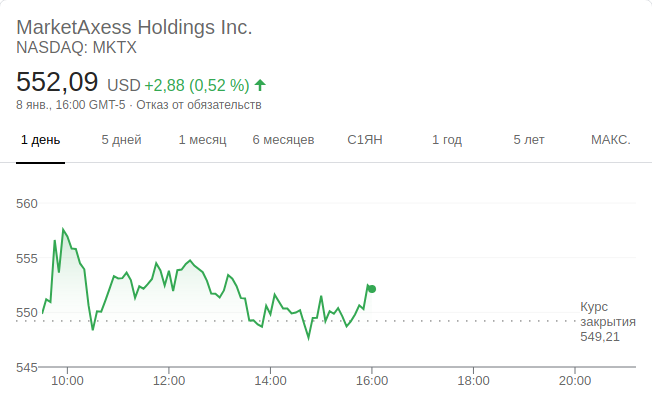 MarketAxess Holdings Inc.
NASDAQ: MKTX
552,09 USD +2,88 (0,52 %)
8 янв., 16:00 GMT-5 · Отказ от обязательств
1 день 5 дней 1 месяц 6 месяцев С1ЯН 1 год 5 лет МАКС.
560
555
550
545
Курс
закрытия
549,21
10:00 12:00 14:00 16:00 18:00 20:00